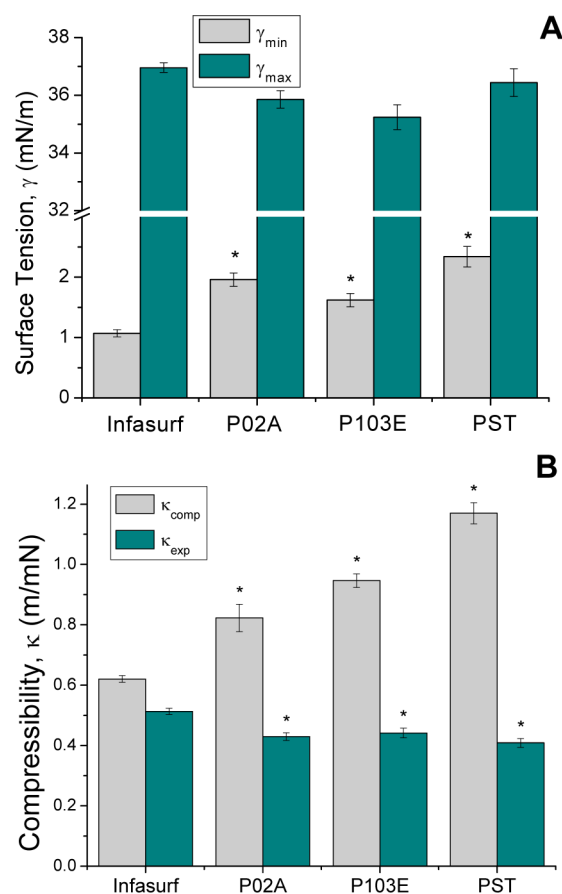 A
γmin
γmax
Surface Tension, γ (mN/m)
36
34
32
2
1
0
*
*
*
Infasurf P02A P103E PST
B
κcomp
κexp
Compressibility, κ (m/mN)
1.2
1.0
0.8
0.6
0.4
0.2
0.0
*
*
*
*
*
*
Infasurf P02A P103E PST